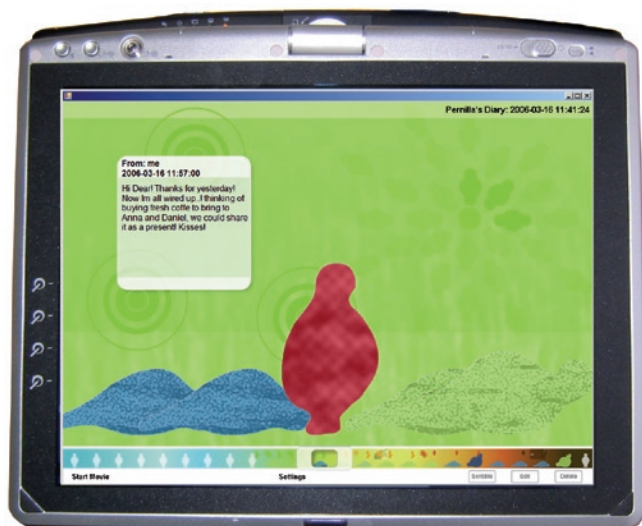 Pernilla's Diary: 2006-03-16 11:41:24
From: me
2006-03-16 11:57:00
Hi Dear! Thanks for yesterday!
Now Im all wired up..I thinking of
buying fresh coffe to bring to
Anna and Daniel, we could share
it as a present! Kisses!
Start Movie
Settings
Scribble
Edit
Delete